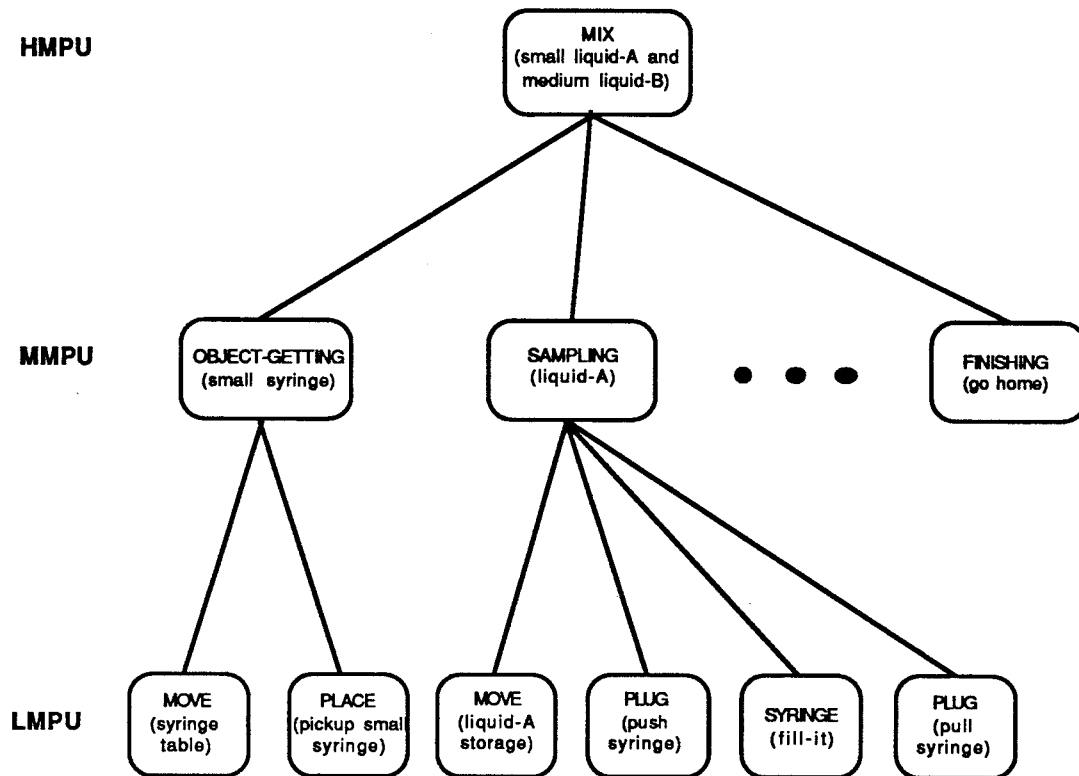 HMPU
MIX
(small liquid-A and
medium liquid-B)
MMPU
OBJECT-GETTING
(small syringe)
SAMPLING
(liquid-A)
FINISHING
(go home)
LMPU
MOVE
(syringe
table)
PLACE
(pickup small
syringe)
MOVE
(liquid-A
storage)
PLUG
(push
syringe)
SYRINGE
(fill-it)
PLUG
(pull
syringe)